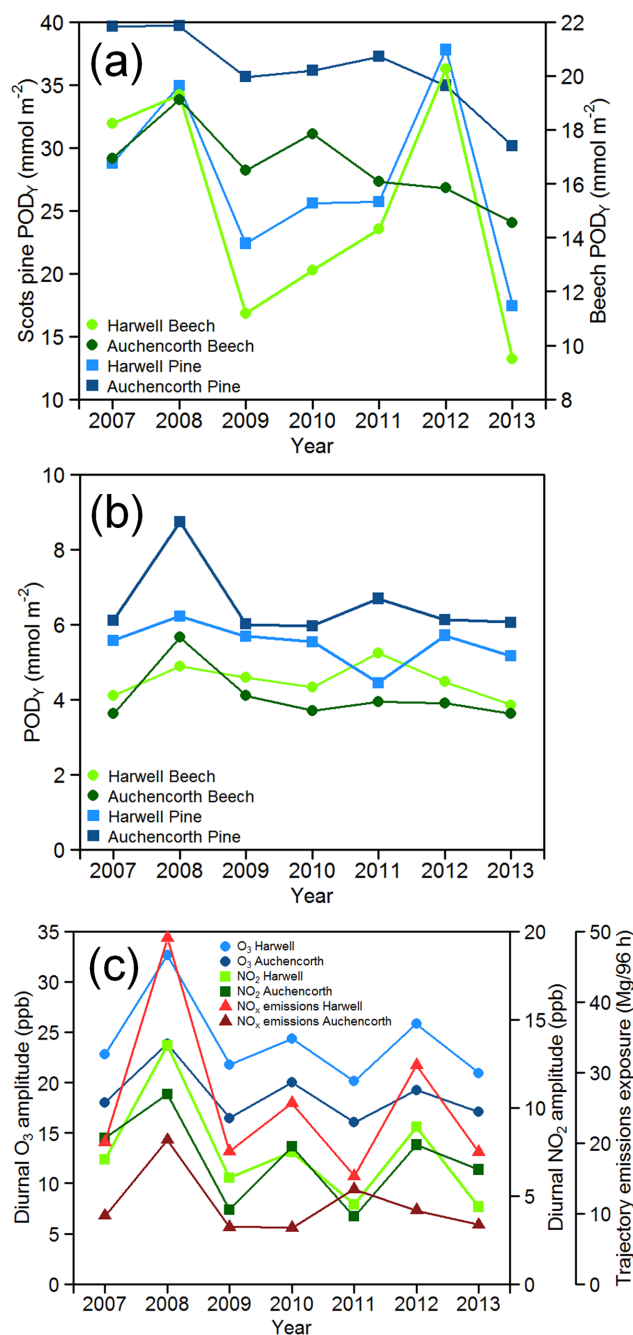 (a)
Scots pine PODY (mmol m-2)
Beech PODY (mmol m-2)
40
35
30
25
20
15
10
22
20
18
16
14
12
10
8
Harwell Beech
Auchencorth Beech
Harwell Pine
Auchencorth Pine
2007 2008 2009 2010 2011 2012 2013
Year
(b)
PODY (mmol m-2)
10
8
6
4
2
0
Harwell Beech
Auchencorth Beech
Harwell Pine
Auchencorth Pine
2007 2008 2009 2010 2011 2012 2013
Year
(c)
Diurnal O3 amplitude (ppb)
Diurnal NO2 amplitude (ppb)
Trajectory emissions exposure (Mg/96 h)
35
30
25
20
15
10
5
0
20
15
10
5
0
50
40
30
20
10
0
O3 Harwell
O3 Auchencorth
NO2 Harwell
NO2 Auchencorth
NOx emissions Harwell
NOx emissions Auchencorth
2007 2008 2009 2010 2011 2012 2013
Year